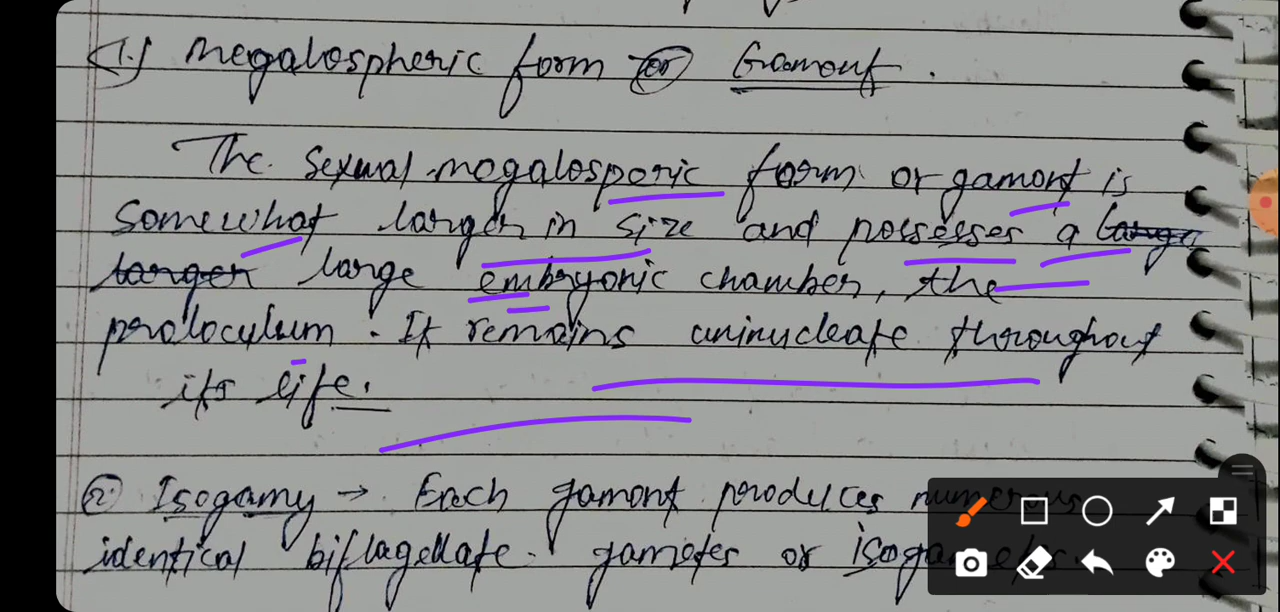 (1.) Megalospheric form or Gamont.
The sexual megalosporic form or gamont is
somewhat larger in size and possesses a large
larger large embryonic chamber, the
proloculum. It remains uninucleate throughout
its life.
(2.) Isogamy → Each gamont produces numerous
identical biflagellate gametes or isogametes.